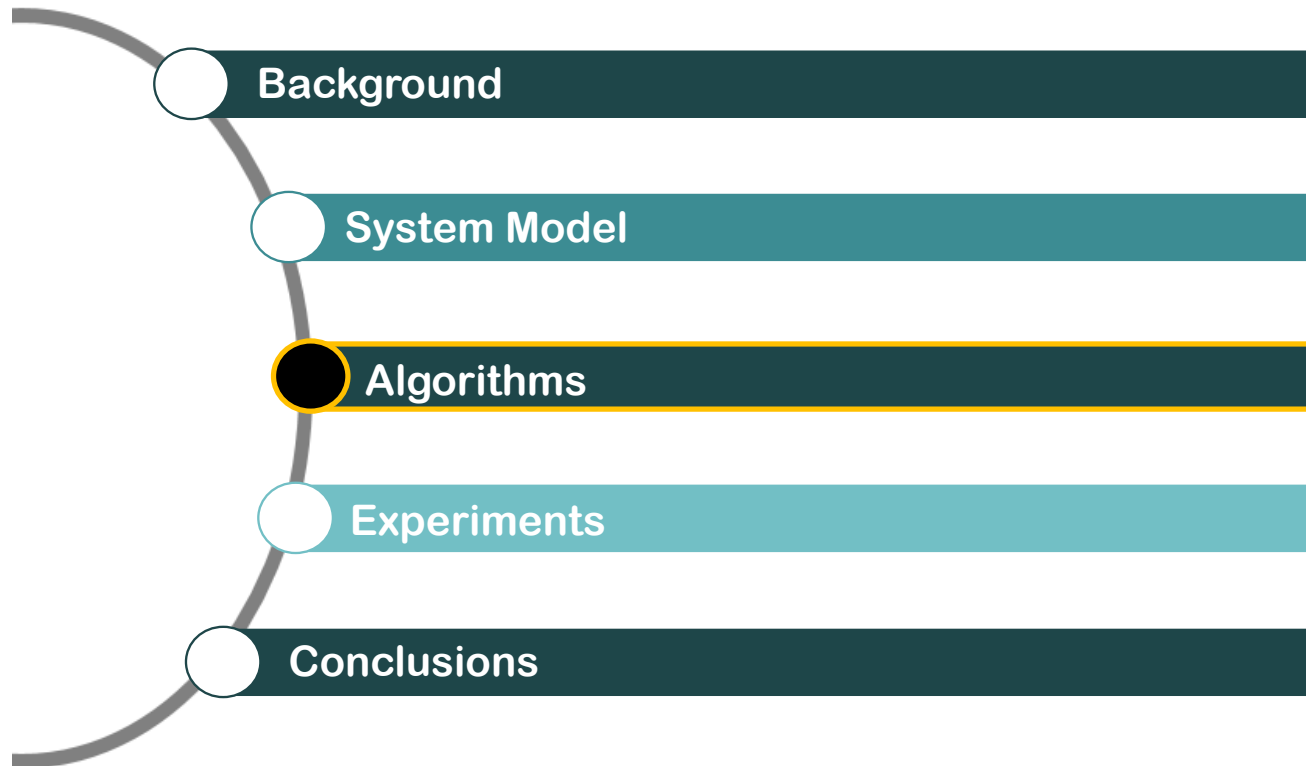 Background
System Model
Algorithms
Experiments
Conclusions